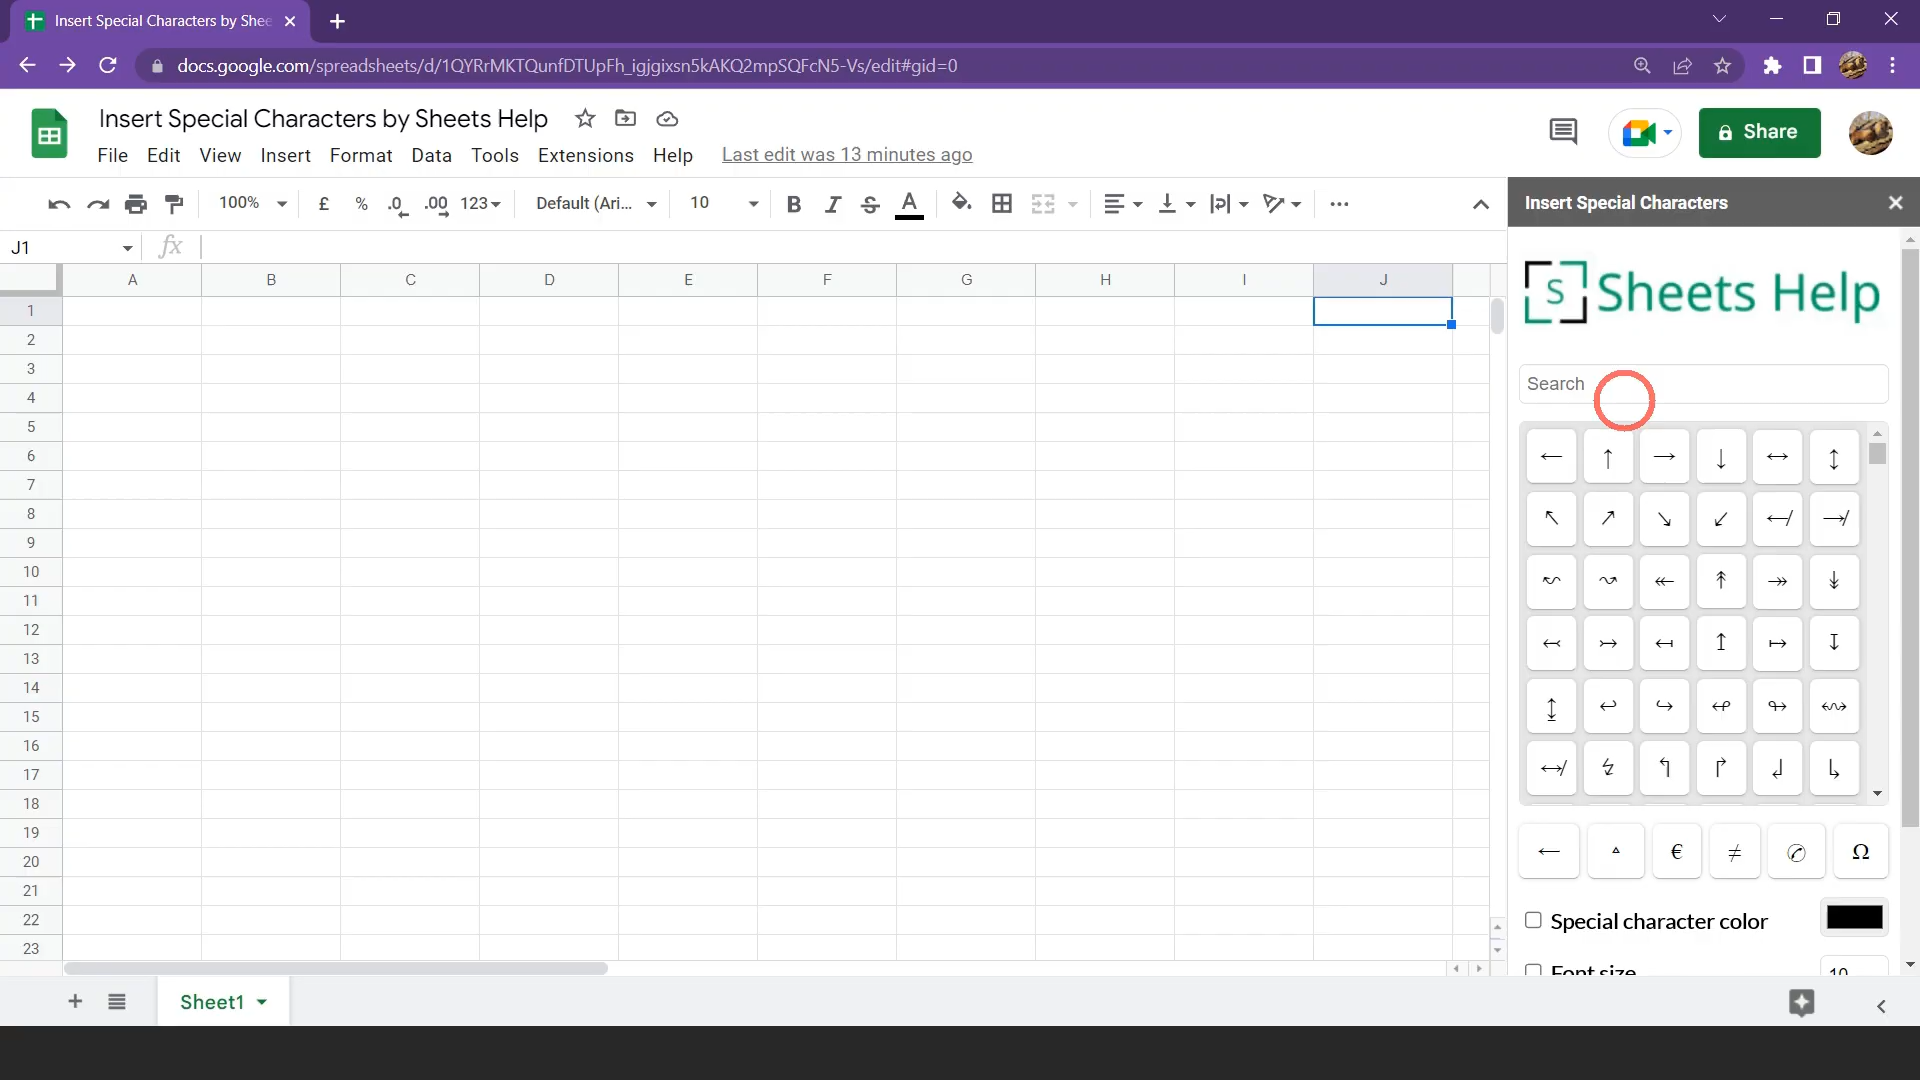 Insert Special Characters by Shee
docs.google.com/spreadsheets/d/1QYRrMKTQunfDTUpFh_igjgixsn5kAKQ2mpSQFcN5-Vs/edit#gid=0
Insert Special Characters by Sheets Help
Share
File Edit View Insert Format Data Tools Extensions Help Last edit was 13 minutes ago
100% £ % .0 .00 123 Default (Ari... 10 B I S A
Insert Special Characters
J1 fx
A B C D E F G H I J
S Sheets Help
1
2
3
Search
4
5
6
← ↑ → ↓ ↔ ↕
7
8
↖ ↗ ↘ ↙ ↚ ↛
9
10
↜ ↝ ↞ ↟ ↠ ↡
11
12
↢ ↣ ↤ ↥ ↦ ↧
13
14
↨ ↩ ↪ ↫ ↬ ↭
15
16
↮ ↯ ↰ ↱ ↲ ↳
17
18
19
20
← ▵ € ≠ ✆ Ω
21
22
Special character color
23
Font size 10
Sheet1